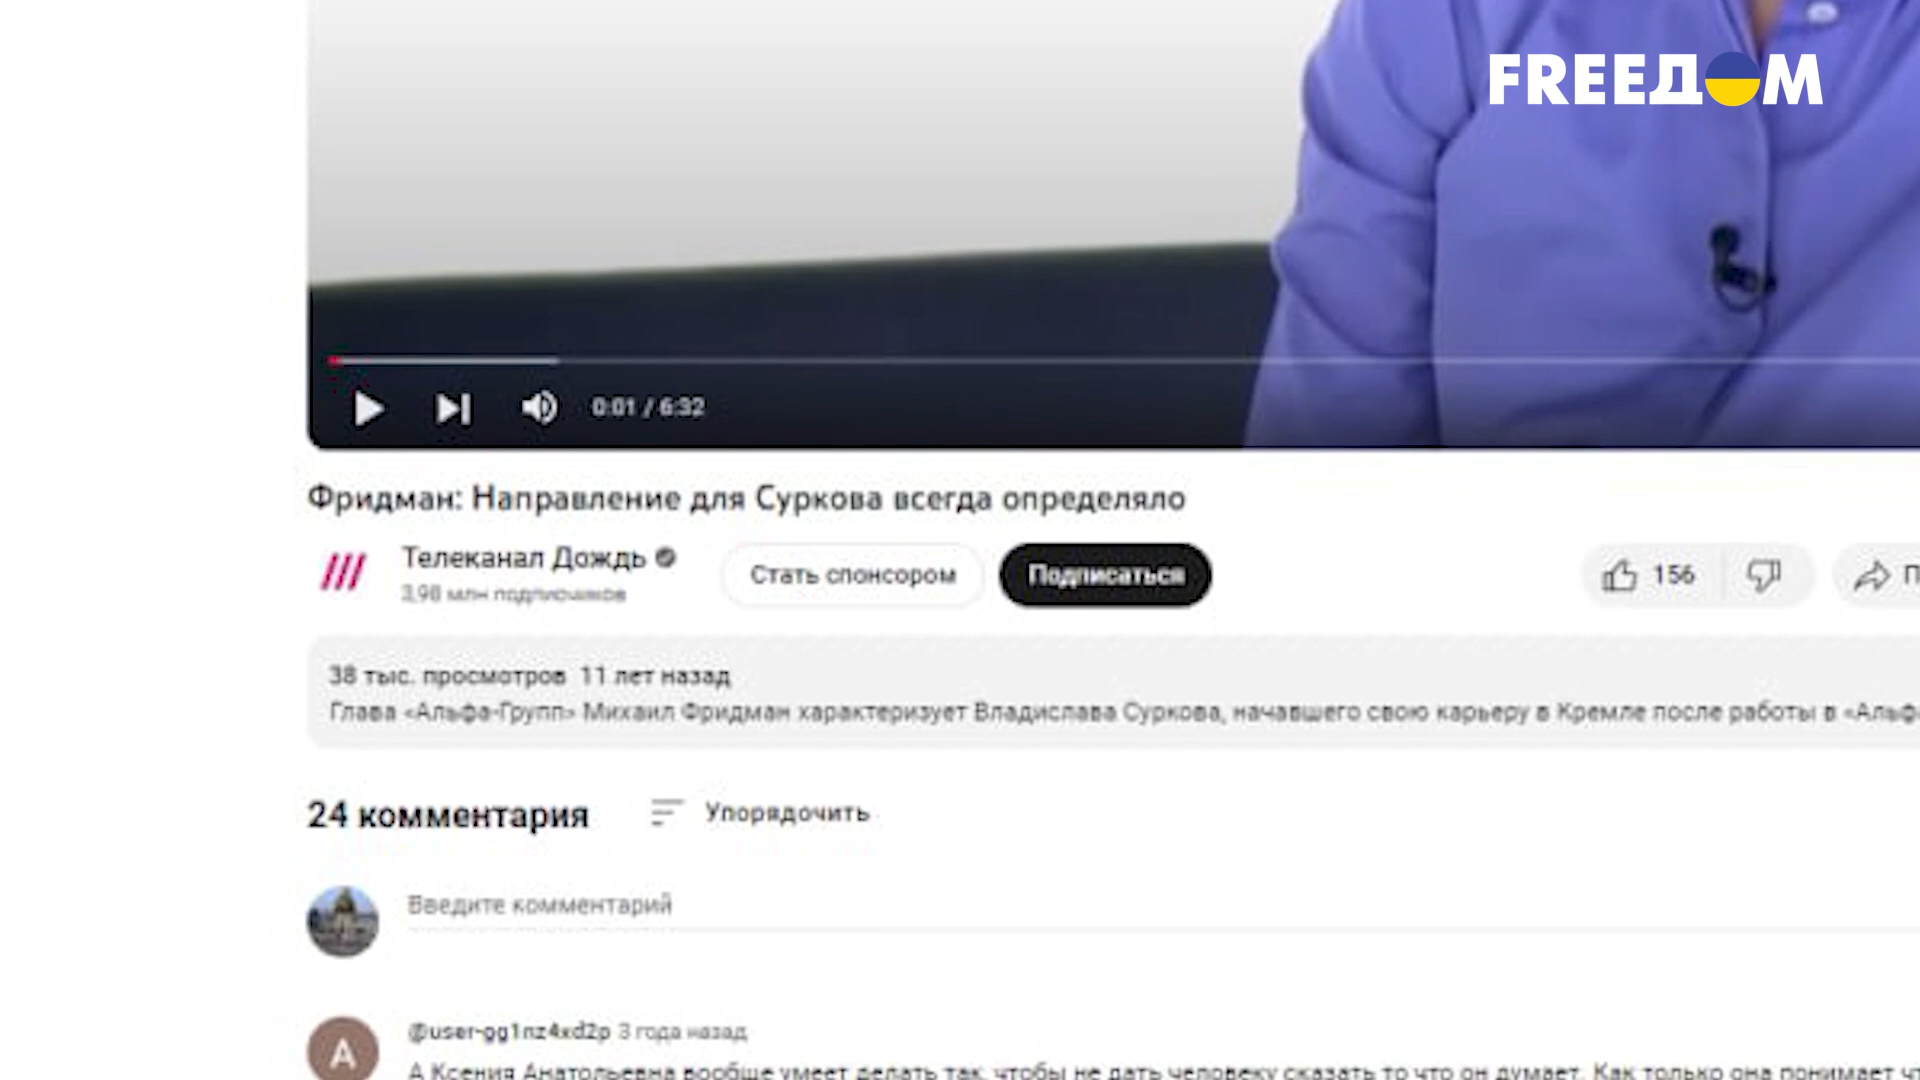 FREEДOM
0:01 / 6:32
Фридман: Направление для Суркова всегда определяло
Телеканал Дождь
3,98 млн подписчиков
Стать спонсором
Подписаться
156
П
38 тыс. просмотров 11 лет назад
Глава «Альфа-Групп» Михаил Фридман характеризует Владислава Суркова, начавшего свою карьеру в Кремле после работы в «Альф
24 комментария
Упорядочить
Введите комментарий
A
@user-gg1nz4xd2p 3 года назад
А Ксения Анатольевна вообще умеет делать так, чтобы не дать человеку сказать то что он думает. Как только она понимает чт